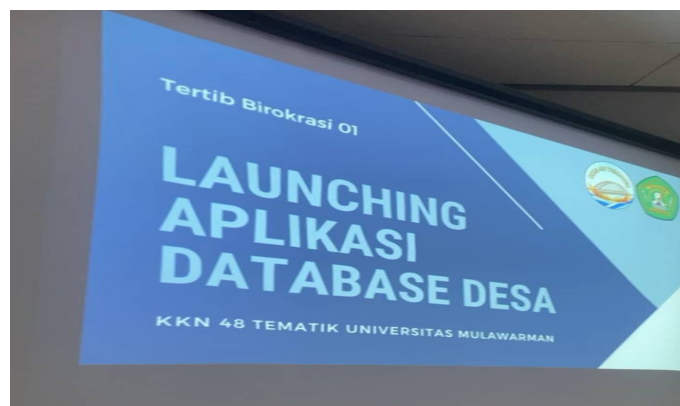 Tertib Birokrasi 01
LAUNCHING
APLIKASI
DATABASE DESA
KKN 48 TEMATIK UNIVERSITAS MULAWARMAN